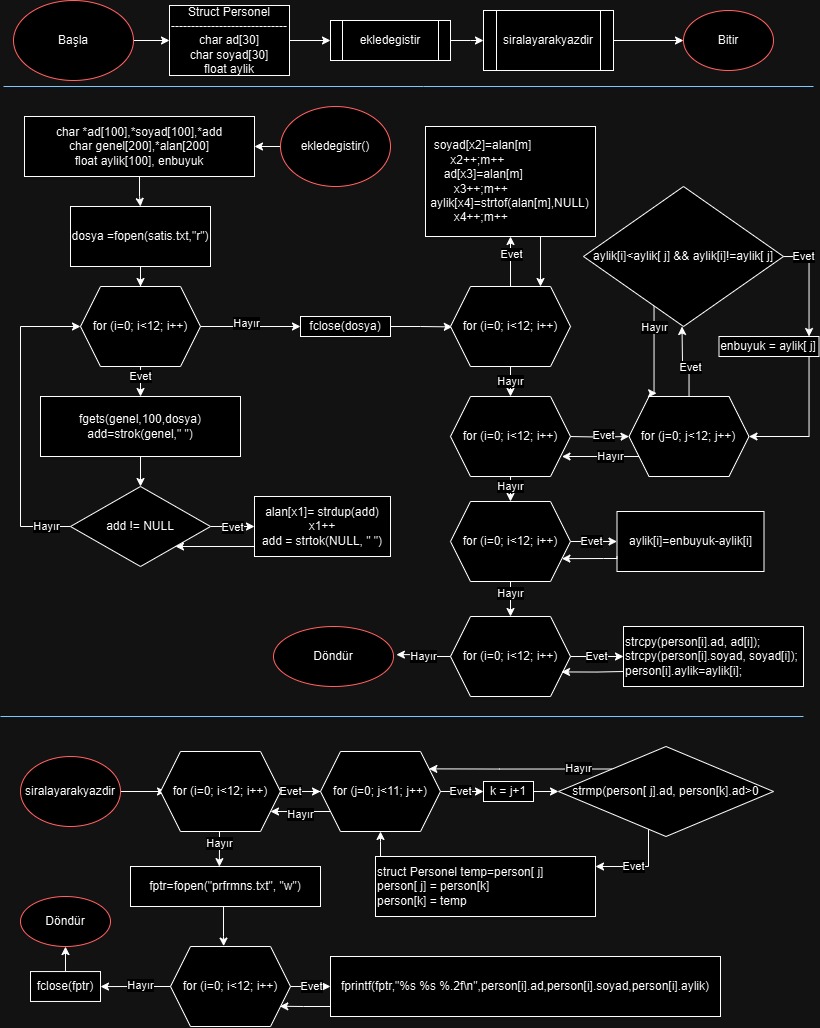 Başla
Struct Personel
------------------------------
char ad[30]
char soyad[30]
float aylik
ekledegistir
siralayarakyazdir
Bitir
char *ad[100],*soyad[100],*add
char genel[200],*alan[200]
float aylik[100], enbuyuk
ekledegistir()
dosya =fopen(satis.txt,"r")
for (i=0; i<12; i++)
Hayır
fclose(dosya)
Evet
fgets(genel,100,dosya)
add=strok(genel," ")
add != NULL
Hayır
Evet
alan[x1]= strdup(add)
x1++
add = strtok(NULL, " ")
soyad[x2]=alan[m]
x2++;m++
ad[x3]=alan[m]
x3++;m++
aylik[x4]=strtof(alan[m],NULL)
x4++;m++
Evet
for (i=0; i<12; i++)
Hayır
aylik[i]<aylik[ j] && aylik[i]!=aylik[ j]
Evet
Hayır
enbuyuk = aylik[ j]
Evet
for (i=0; i<12; i++)
Evet
Hayır
for (j=0; j<12; j++)
Hayır
for (i=0; i<12; i++)
Evet
aylik[i]=enbuyuk-aylik[i]
Hayır
Döndür
Hayır
for (i=0; i<12; i++)
Evet
strcpy(person[i].ad, ad[i]);
strcpy(person[i].soyad, soyad[i]);
person[i].aylik=aylik[i];
siralayarakyazdir
for (i=0; i<12; i++)
Evet
Hayır
for (j=0; j<11; j++)
Evet
k = j+1
Hayır
strmp(person[ j].ad, person[k].ad>0
Evet
struct Personel temp=person[ j]
person[ j] = person[k]
person[k] = temp
Hayır
fptr=fopen("prfrmns.txt", "w")
Döndür
fclose(fptr)
Hayır
for (i=0; i<12; i++)
Evet
fprintf(fptr,"%s %s %.2f\n",person[i].ad,person[i].soyad,person[i].aylik)